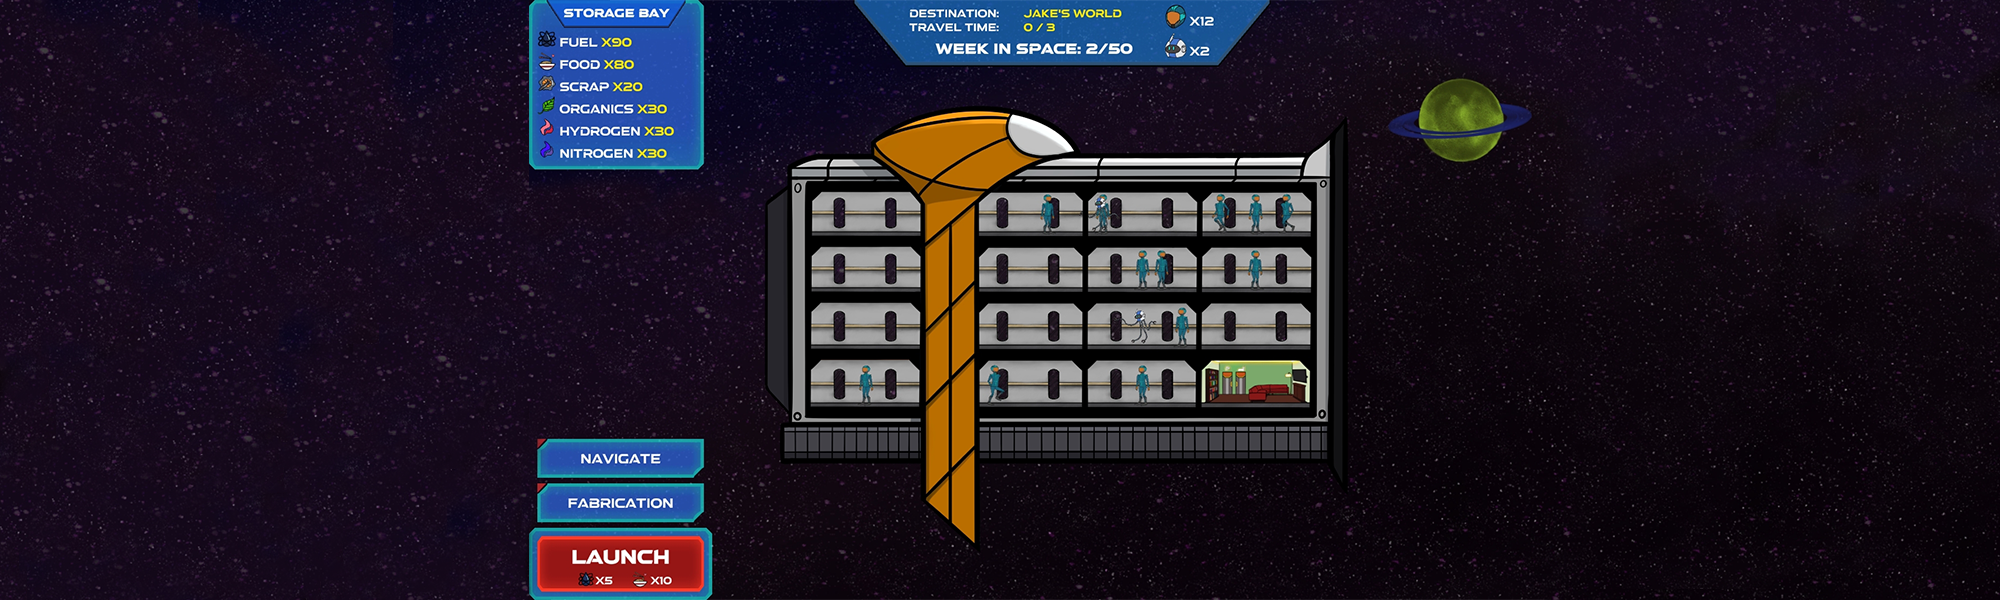 STORAGE BAY
FUEL X90
FOOD X80
SCRAP X20
ORGANICS X30
HYDROGEN X30
NITROGEN X30
DESTINATION: JAKE'S WORLD
TRAVEL TIME: 0 / 3
WEEK IN SPACE: 2/50
X12
X2
NAVIGATE
FABRICATION
LAUNCH
X5 X10